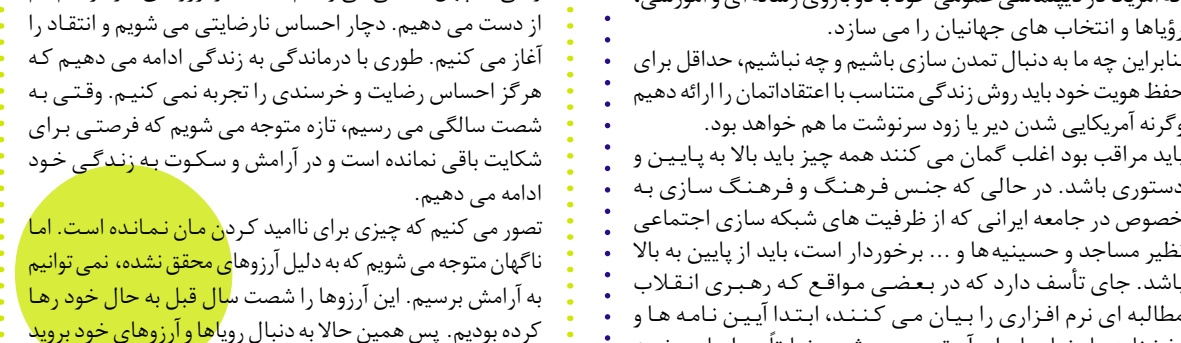 رؤیاها و انتخاب های جهانیان را می سازد.
بنابراین چه ما به دنبال تمدن سازی باشیم و چه نباشیم، حداقل برای
حفظ هویت خود باید روش زندگی متناسب با اعتقاداتمان را ارائه دهیم
وگرنه آمریکایی شدن دیر یا زود سرنوشت ما هم خواهد بود.
باید مراقب بود اغلب گمان می کنند همه چیز باید بالا به پایین و
دستوری باشد. در حالی که جنس فرهنگ و فرهنگ سازی به
خصوص در جامعه ایرانی که از ظرفیت های شبکه سازی اجتماعی
نظیر مساجد و حسینیه‌ها و ... برخوردار است، باید از پایین به بالا
باشد. جای تأسف دارد که در بعضی مواقع که رهبری انقلاب
مطالبه ای نرم افزاری را بیان می کنند، ابتدا آیین نامه ها و
از دست می دهیم. دچار احساس نارضایتی می شویم و انتقاد را
آغاز می کنیم. طوری با درماندگی به زندگی ادامه می دهیم که
هرگز احساس رضایت و خرسندی را تجربه نمی کنیم. وقتی به
شصت سالگی می رسیم، تازه متوجه می شویم که فرصتی برای
شکایت باقی نمانده است و در آرامش و سکوت به زندگی خود
ادامه می دهیم.
تصور می کنیم که چیزی برای ناامید کردن مان نمانده است. اما
ناگهان متوجه می شویم که به دلیل آرزوهای محقق نشده، نمی توانیم
به آرامش برسیم. این آرزوها را شصت سال قبل به حال خود رها
کرده بودیم. پس همین حالا به دنبال رویاها و آرزوهای خود بروید